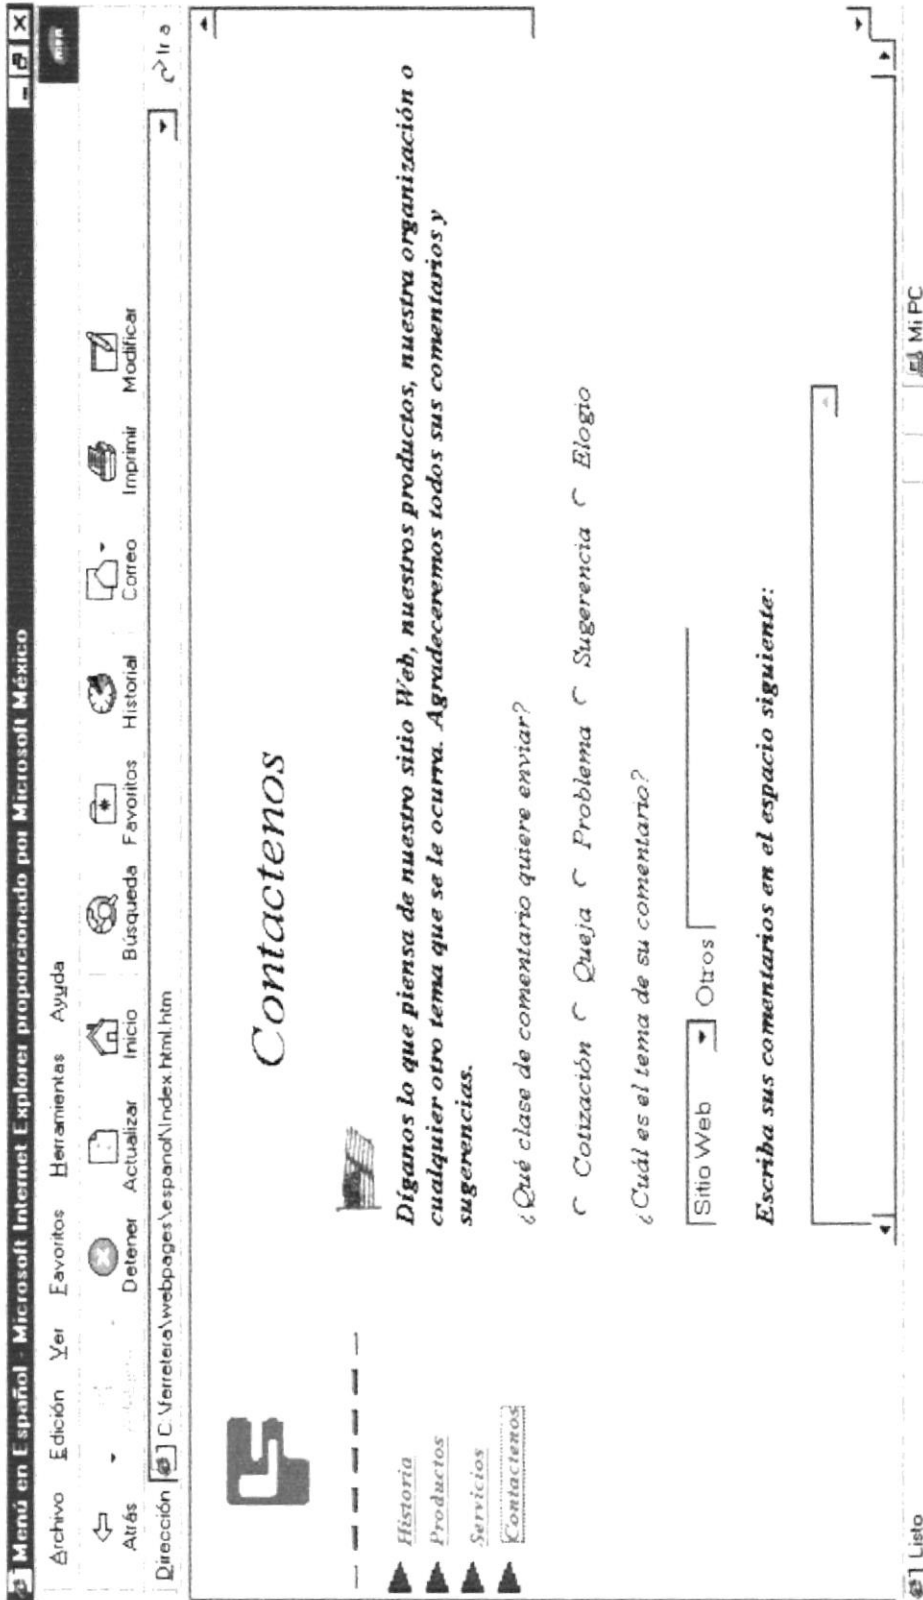 Menú en Español - Microsoft Internet Explorer proporcionado por Microsoft México
Archivo Edición Ver Favoritos Herramientas Ayuda
Atrás Detener Actualizar Inicio Búsqueda Favoritos Historial Correo Imprimir Modificar
Dirección C:\ferretera\webpages\espanol\Index.html.htm Ir a
Contactenos
Historia
Productos
Servicios
Contactenos
Díganos lo que piensa de nuestro sitio Web, nuestros productos, nuestra organización o
cualquier otro tema que se le ocurra. Agradeceremos todos sus comentarios y
sugerencias.
¿Qué clase de comentario quiere enviar?
Cotización Queja Problema Sugerencia Elogio
¿Cuál es el tema de su comentario?
Sitio Web Otros
Escriba sus comentarios en el espacio siguiente:
Listo Mi PC